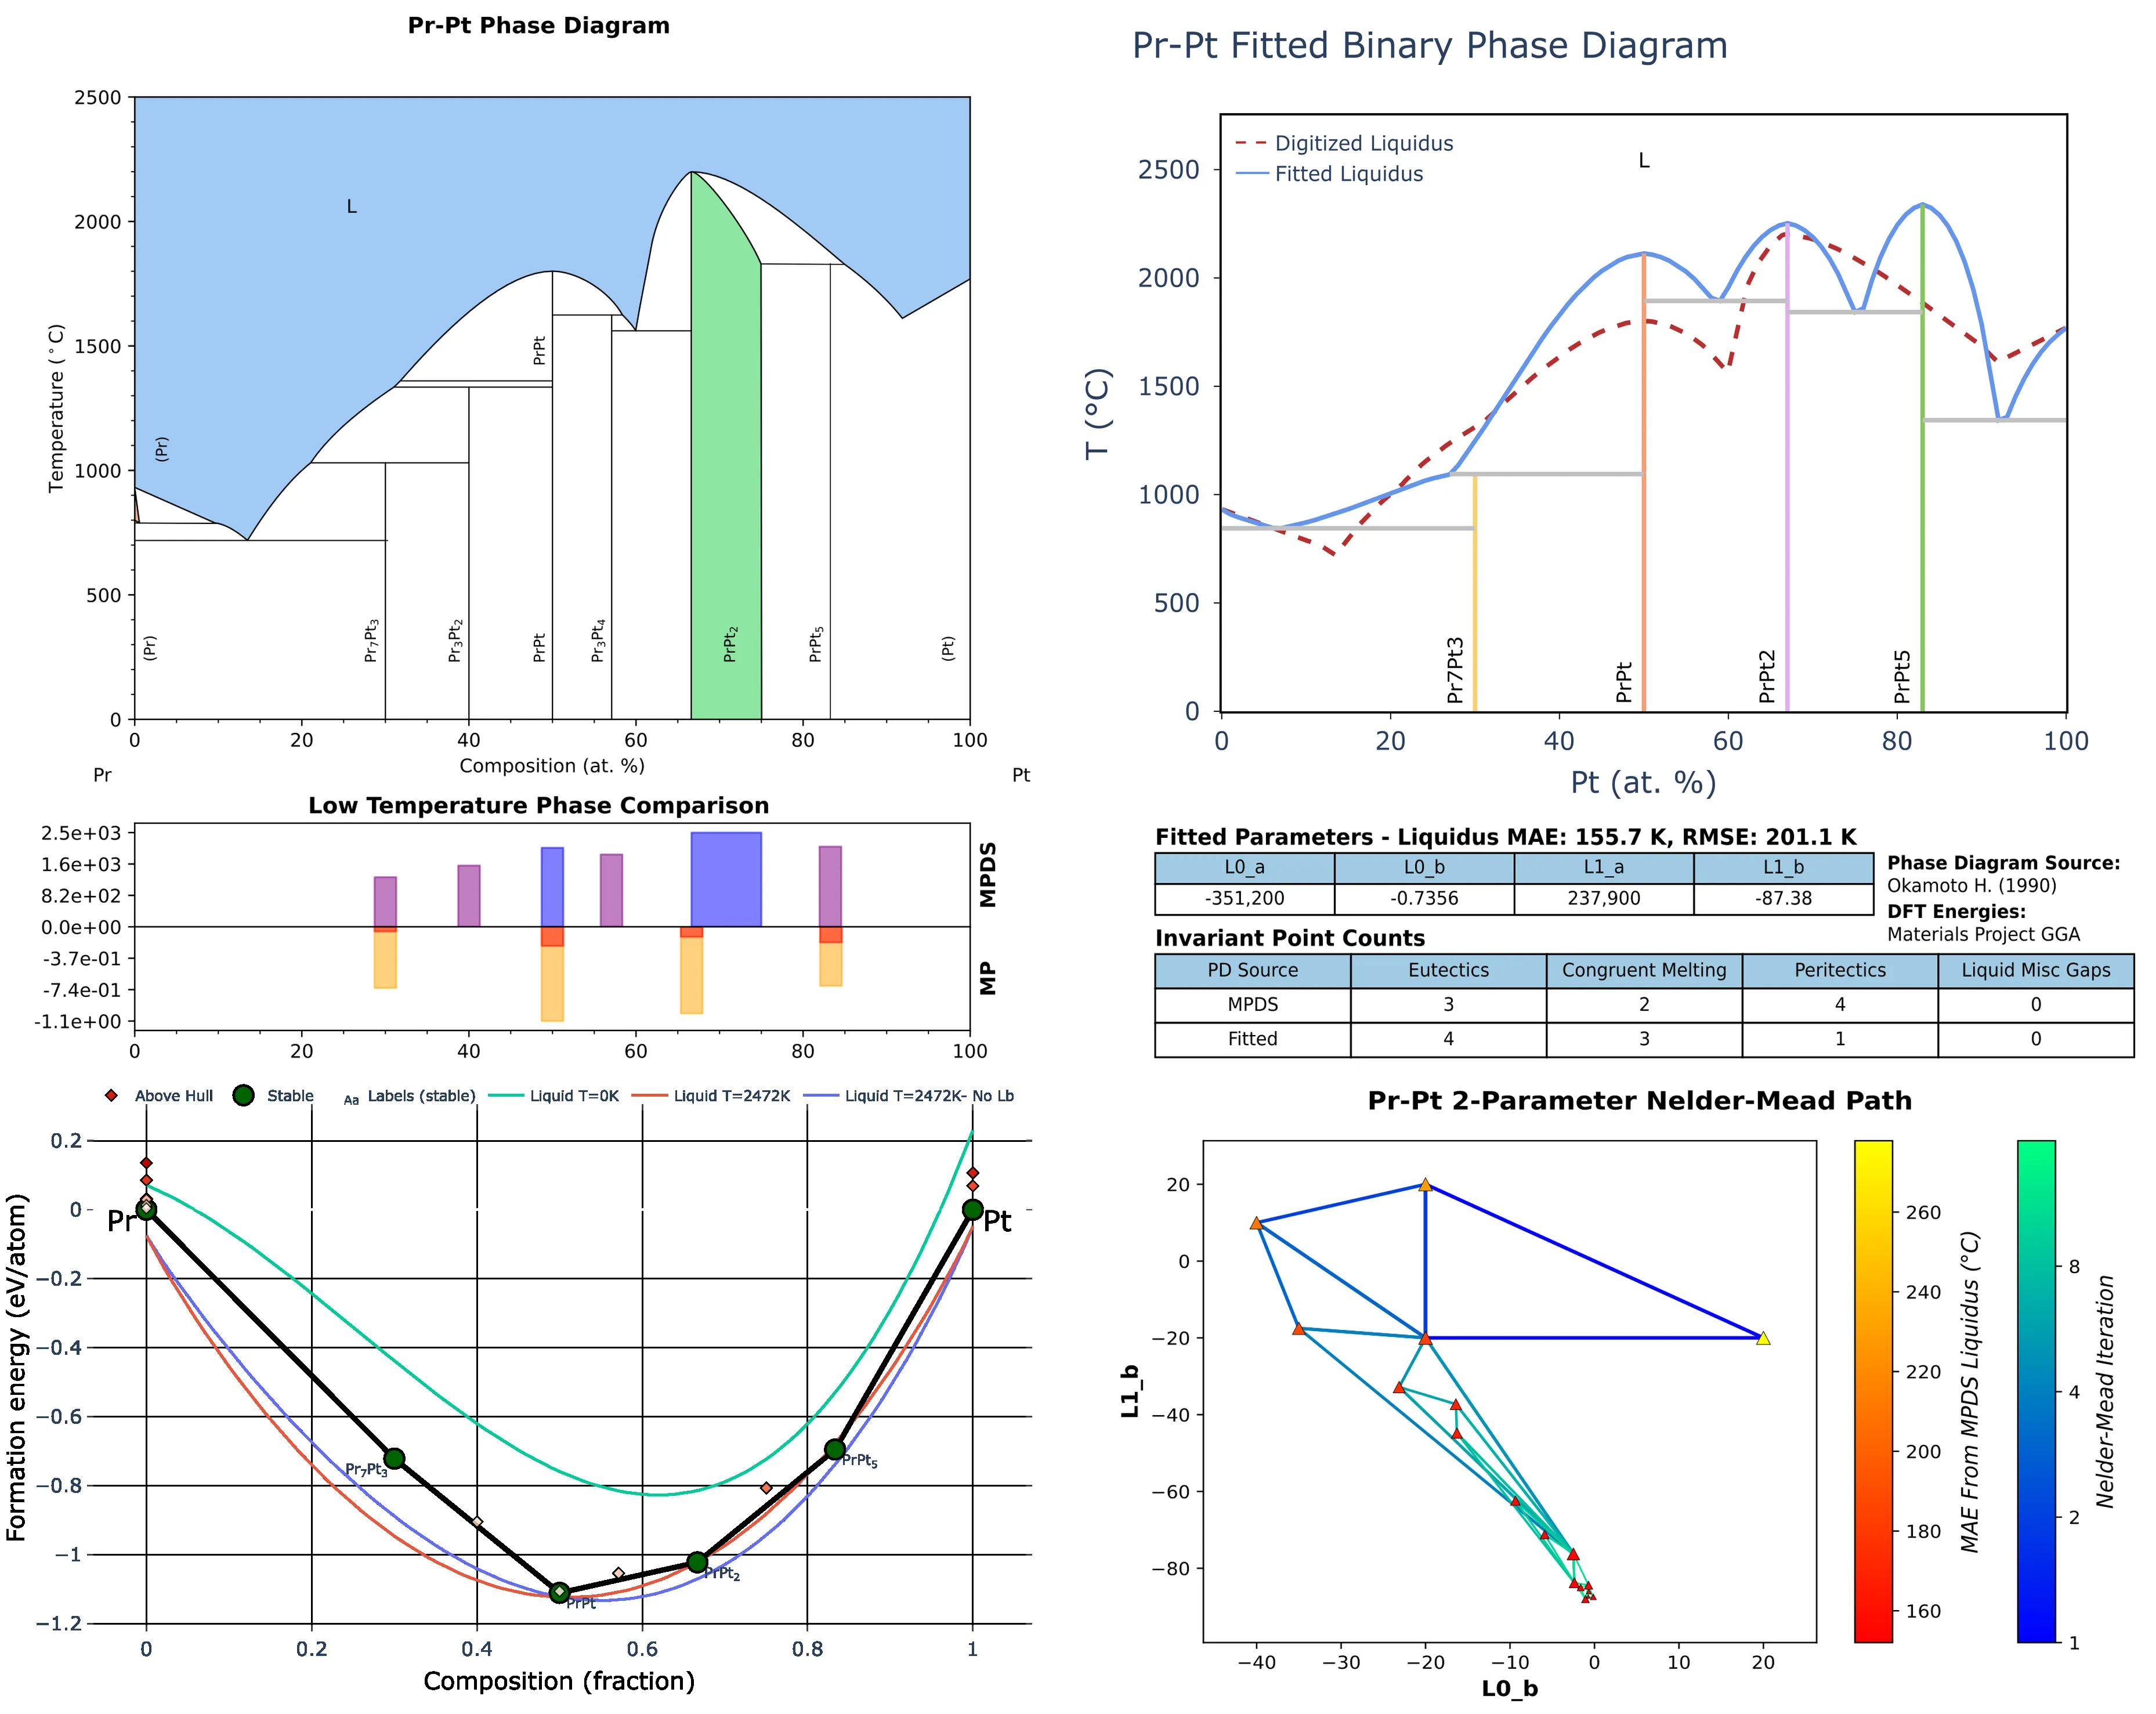 Pr-Pt Phase Diagram
2500
2000
1500
1000
500
0
Temperature (°C)
L
(Pr)
PrPt
(Pr)
Pr7Pt3
Pr3Pt2
PrPt
Pr3Pt4
PrPt2
PrPt5
(Pt)
0 20 40 60 80 100
Composition (at. %)
Pr Pt
Low Temperature Phase Comparison
2.5e+03
1.6e+03
8.2e+02
0.0e+00
-3.7e-01
-7.4e-01
-1.1e+00
MPDS
MP
0 20 40 60 80 100
Above Hull Stable Aa Labels (stable) Liquid T=0K Liquid T=2472K Liquid T=2472K- No Lb
0.2
0
−0.2
−0.4
−0.6
−0.8
−1
−1.2
Formation energy (eV/atom)
Pr
Pt
Pr7Pt3
PrPt
PrPt2
PrPt5
0 0.2 0.4 0.6 0.8 1
Composition (fraction)
Pr-Pt Fitted Binary Phase Diagram
Digitized Liquidus
Fitted Liquidus
L
2500
2000
1500
1000
500
0
T (°C)
Pr7Pt3
PrPt
PrPt2
PrPt5
0 20 40 60 80 100
Pt (at. %)
Fitted Parameters - Liquidus MAE: 155.7 K, RMSE: 201.1 K
L0_a L0_b L1_a L1_b
-351,200 -0.7356 237,900 -87.38
Phase Diagram Source:
Okamoto H. (1990)
DFT Energies:
Materials Project GGA
Invariant Point Counts
PD Source Eutectics Congruent Melting Peritectics Liquid Misc Gaps
MPDS 3 2 4 0
Fitted 4 3 1 0
Pr-Pt 2-Parameter Nelder-Mead Path
20
0
−20
−40
−60
−80
L1_b
−40 −30 −20 −10 0 10 20
L0_b
260
240
220
200
180
160
MAE From MPDS Liquidus (°C)
8
4
2
1
Nelder-Mead Iteration